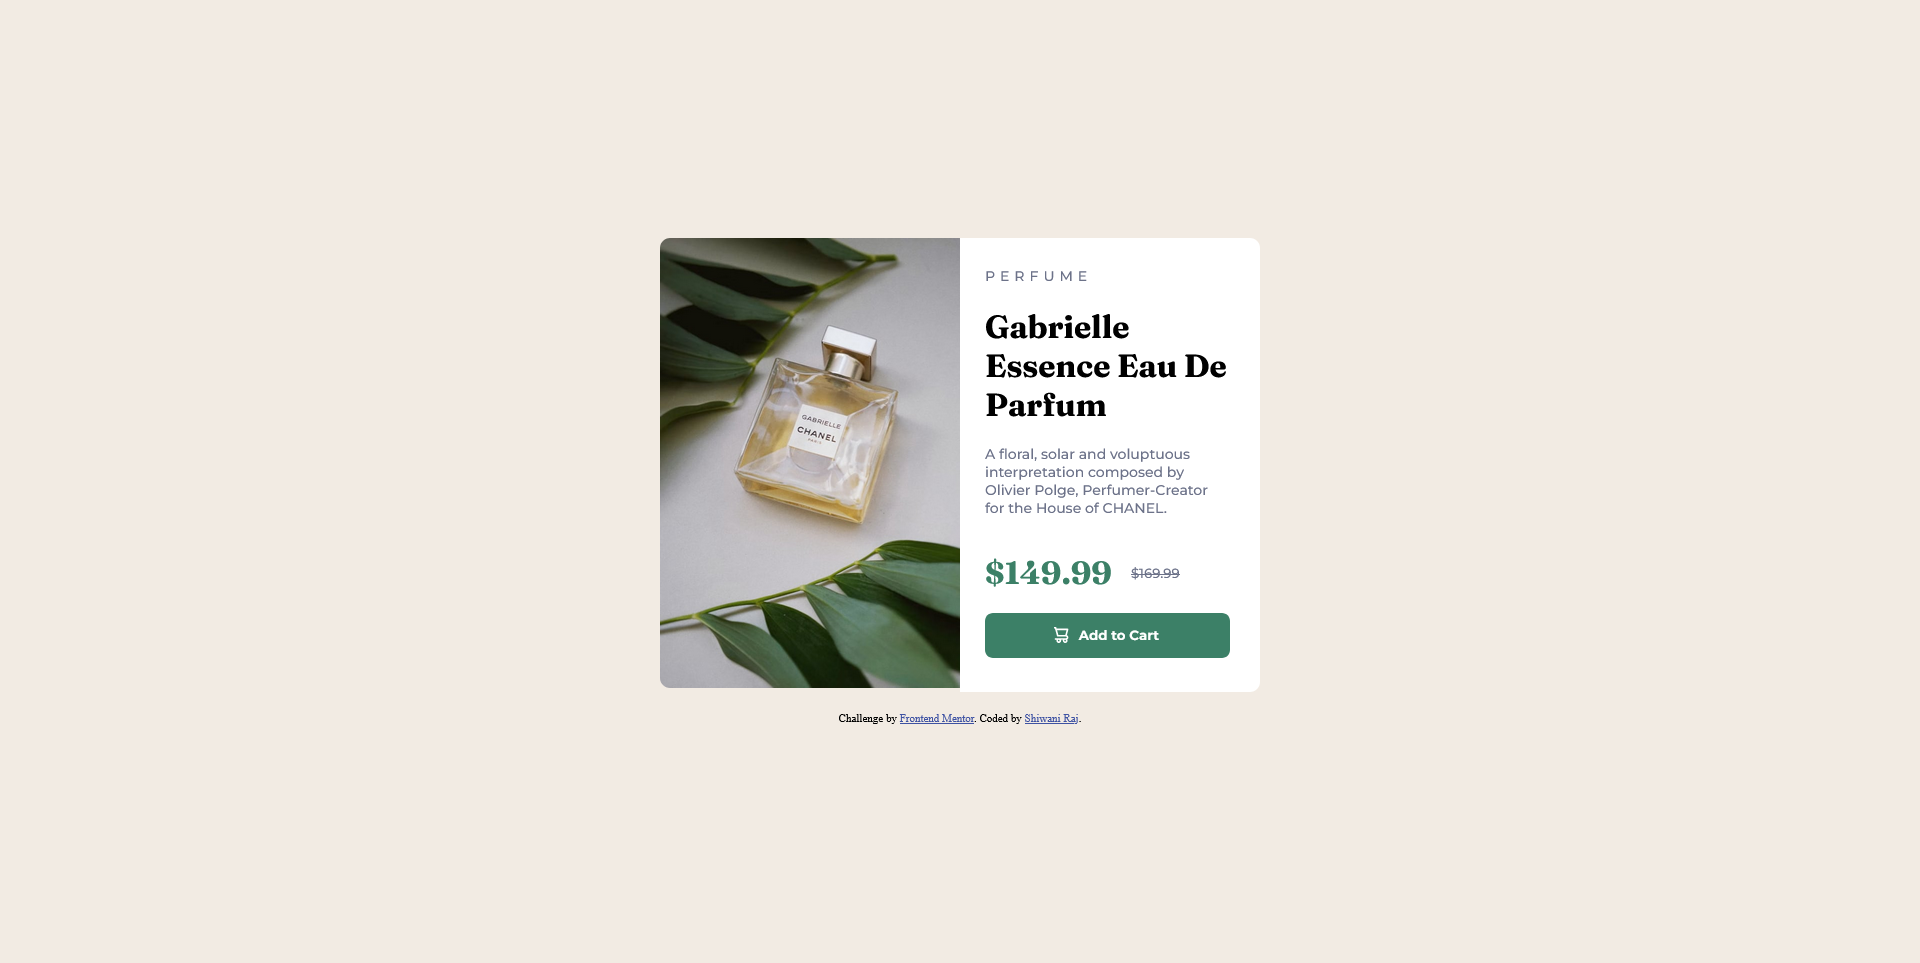 GABRIELLE
CHANEL
PARIS
PERFUME
Gabrielle
Essence Eau De
Parfum
A floral, solar and voluptuous
interpretation composed by
Olivier Polge, Perfumer-Creator
for the House of CHANEL.
$149.99 $169.99
Add to Cart
Challenge by Frontend Mentor. Coded by Shiwani Raj.